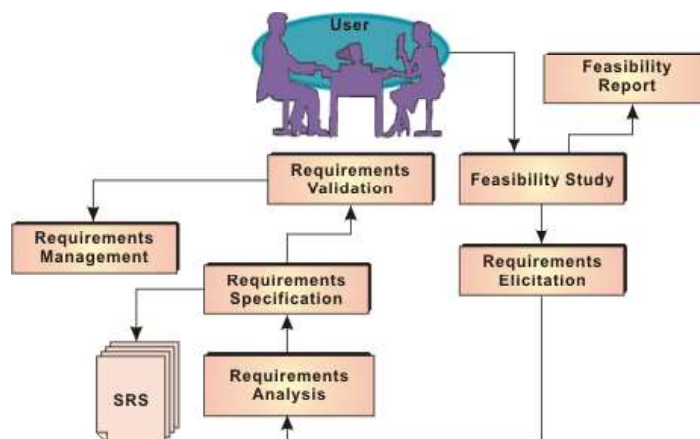 User
Feasibility
Report
Requirements
Validation
Feasibility Study
Requirements
Management
Requirements
Elicitation
Requirements
Specification
SRS
Requirements
Analysis